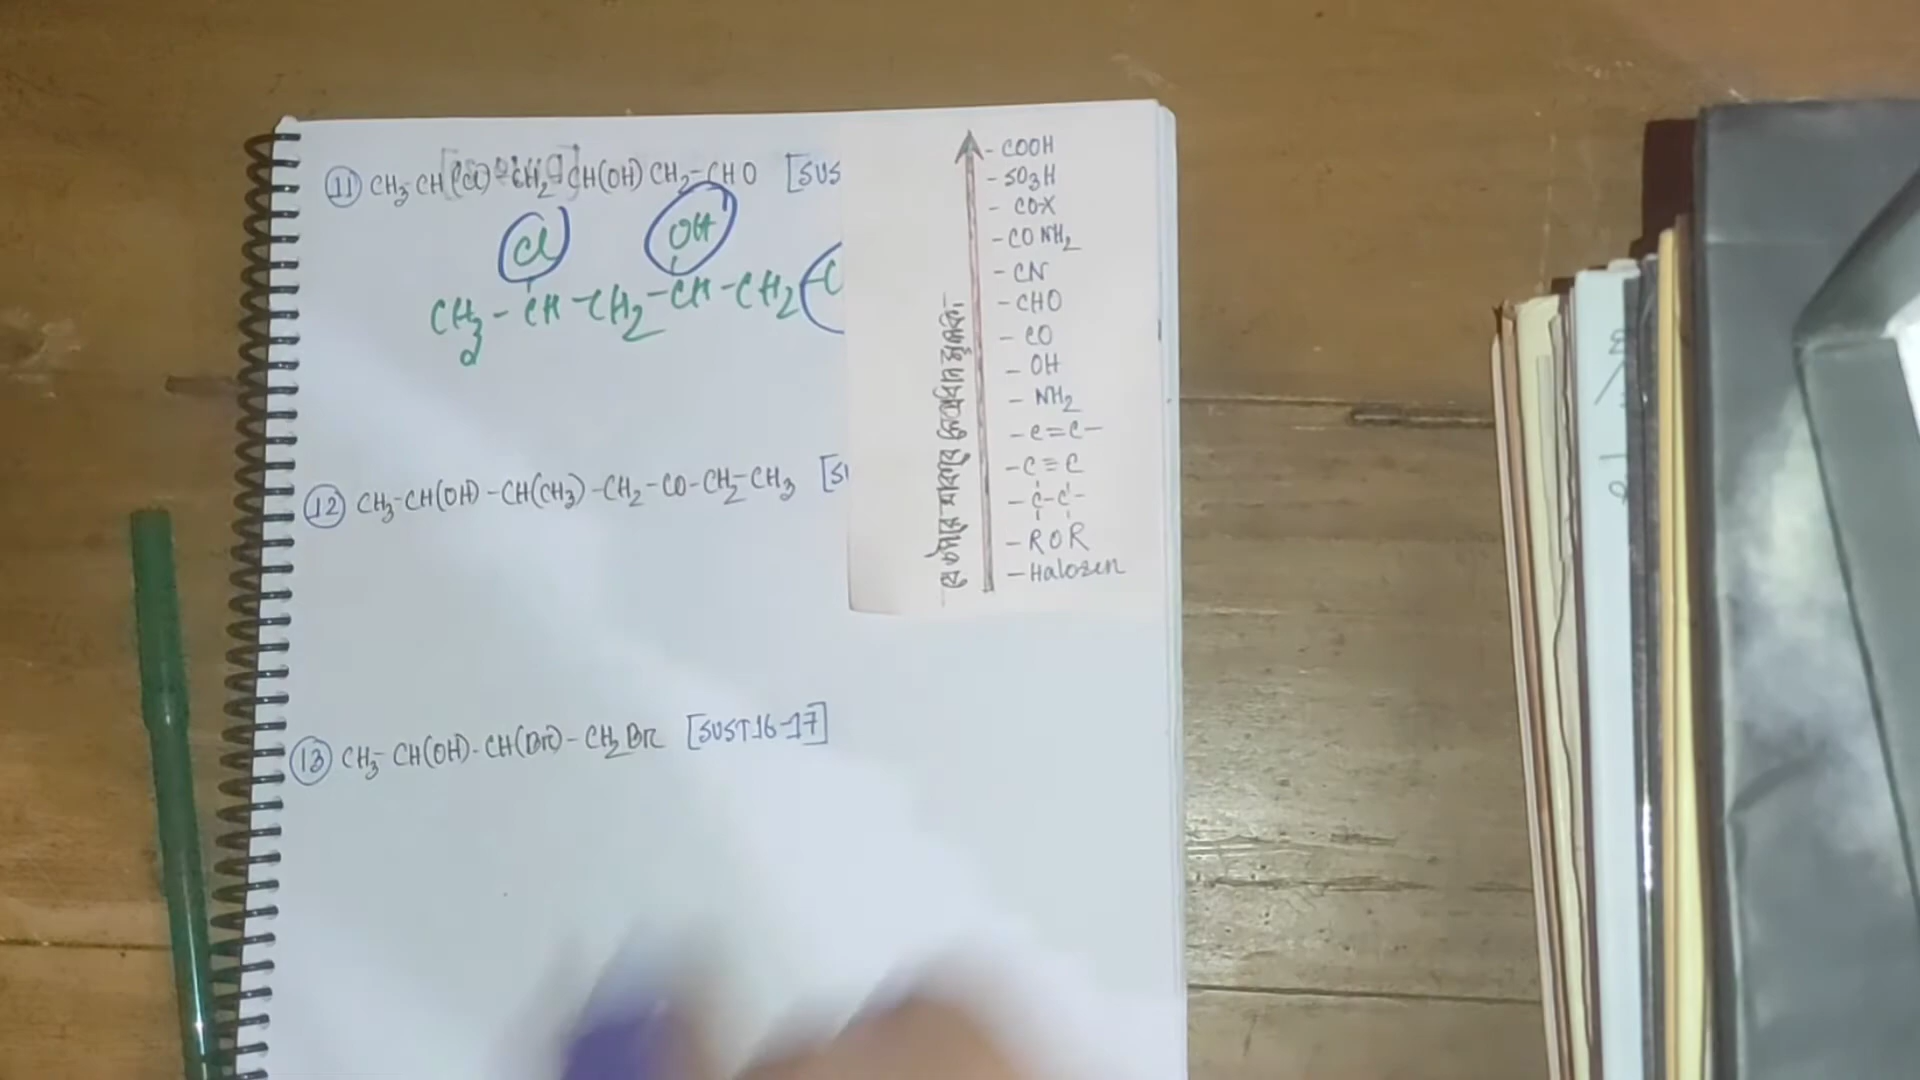 11 CH3 CH(Cl) CH2 CH(OH) CH2-CHO [SUS
Cl OH
CH3-CH-CH2-CH-CH2-C
12 CH3-CH(OH)-CH(CH3)-CH2-CO-CH2-CH3 [SU
13 CH3-CH(OH)-CH(Br)-CH2Br [SUST 16-17]
-COOH
-SO3H
-COX
-CONH2
-CN
-CHO
-CO
-OH
-NH2
-C=C-
-C≡C
-C-C-
-ROR
-Halozen